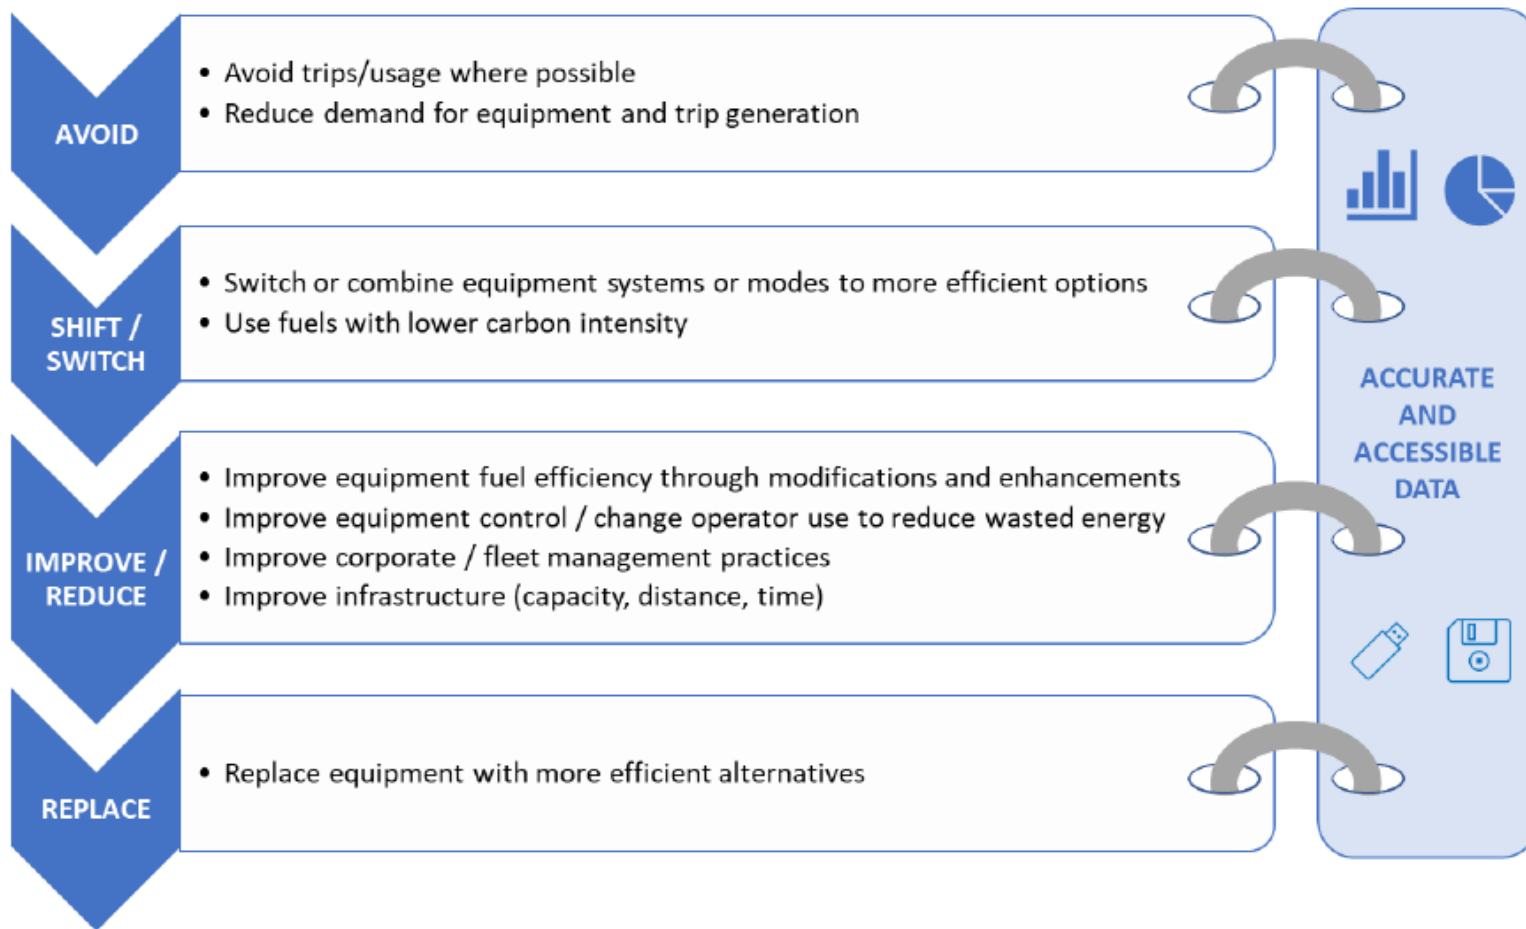 AVOID
• Avoid trips/usage where possible
• Reduce demand for equipment and trip generation
SHIFT /
SWITCH
• Switch or combine equipment systems or modes to more efficient options
• Use fuels with lower carbon intensity
IMPROVE /
REDUCE
• Improve equipment fuel efficiency through modifications and enhancements
• Improve equipment control / change operator use to reduce wasted energy
• Improve corporate / fleet management practices
• Improve infrastructure (capacity, distance, time)
REPLACE
• Replace equipment with more efficient alternatives
ACCURATE
AND
ACCESSIBLE
DATA